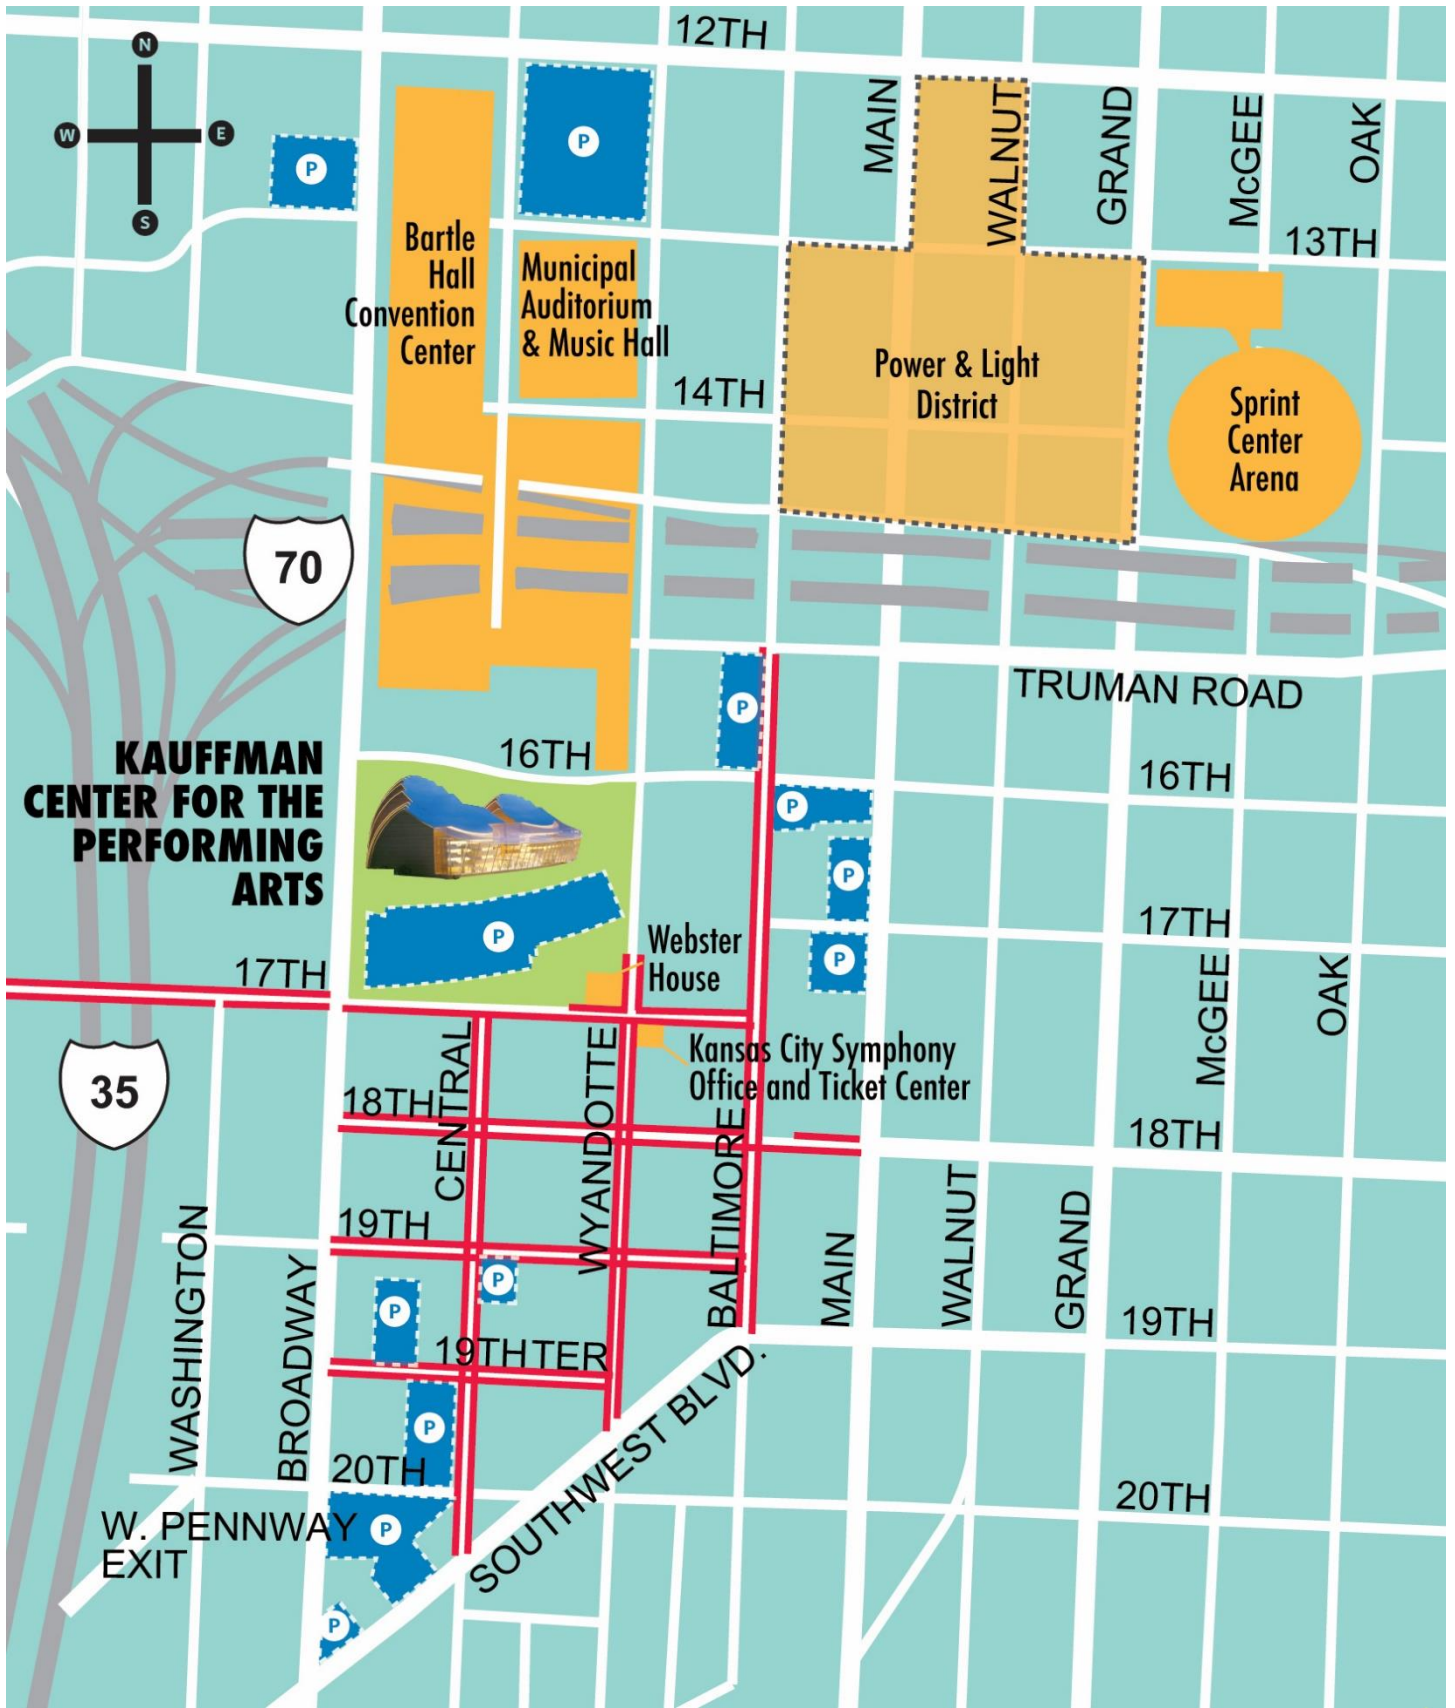 12TH
N
W
E
S
P
P
MAIN
WALNUT
GRAND
McGEE
OAK
13TH
Bartle
Hall
Convention
Center
Municipal
Auditorium
& Music Hall
Power & Light
District
14TH
Sprint
Center
Arena
70
TRUMAN ROAD
P
16TH
16TH
KAUFFMAN
CENTER FOR THE
PERFORMING
ARTS
P
P
P
P
17TH
17TH
Webster
House
McGEE
OAK
Kansas City Symphony
Office and Ticket Center
35
18TH
18TH
CENTRAL
WYANDOTTE
BALTIMORE
WASHINGTON
BROADWAY
MAIN
WALNUT
GRAND
19TH
19TH
P
P
19TH TER
SOUTHWEST BLVD.
P
20TH
20TH
W. PENNWAY
EXIT
P
P